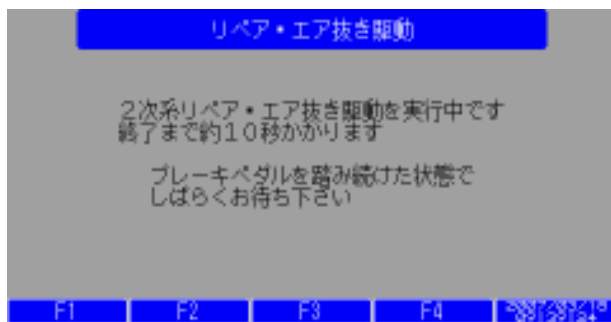 リペア・エア抜き駆動
2次系リペア・エア抜き駆動を実行中です
終了まで約10秒かかります
ブレーキペダルを踏み続けた状態で
しばらくお待ち下さい
F1 F2 F3 F4